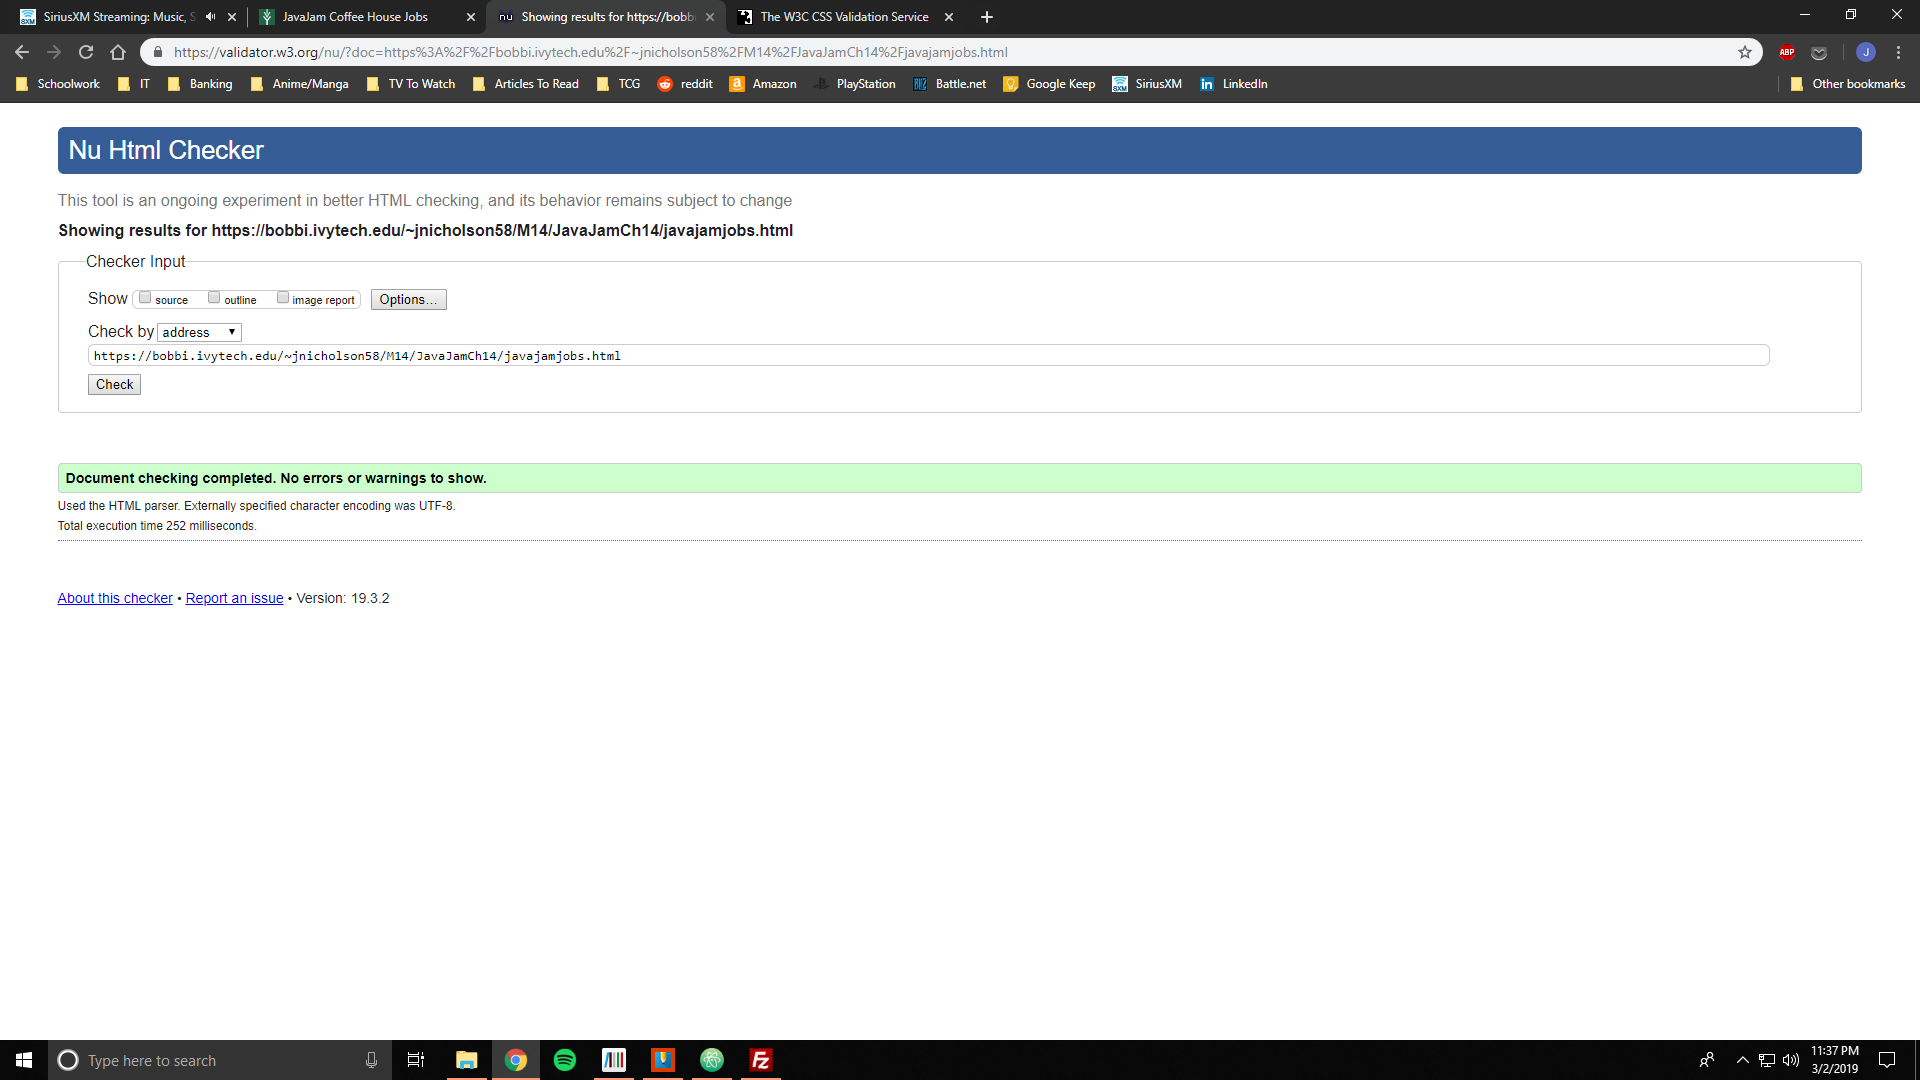 SiriusXM Streaming: Music, S
JavaJam Coffee House Jobs
nu Showing results for https://bobb
The W3C CSS Validation Service
https://validator.w3.org/nu/?doc=https%3A%2F%2Fbobbi.ivytech.edu%2F~jnicholson58%2FM14%2FJavaJamCh14%2Fjavajamjobs.html
ABP
J
Schoolwork IT Banking Anime/Manga TV To Watch Articles To Read TCG reddit Amazon PlayStation Battle.net Google Keep SiriusXM LinkedIn Other bookmarks
Nu Html Checker
This tool is an ongoing experiment in better HTML checking, and its behavior remains subject to change
Showing results for https://bobbi.ivytech.edu/~jnicholson58/M14/JavaJamCh14/javajamjobs.html
Checker Input
Show source outline image report Options...
Check by address
https://bobbi.ivytech.edu/~jnicholson58/M14/JavaJamCh14/javajamjobs.html
Check
Document checking completed. No errors or warnings to show.
Used the HTML parser. Externally specified character encoding was UTF-8.
Total execution time 252 milliseconds.
About this checker • Report an issue • Version: 19.3.2
Type here to search
Fz
11:37 PM
3/2/2019